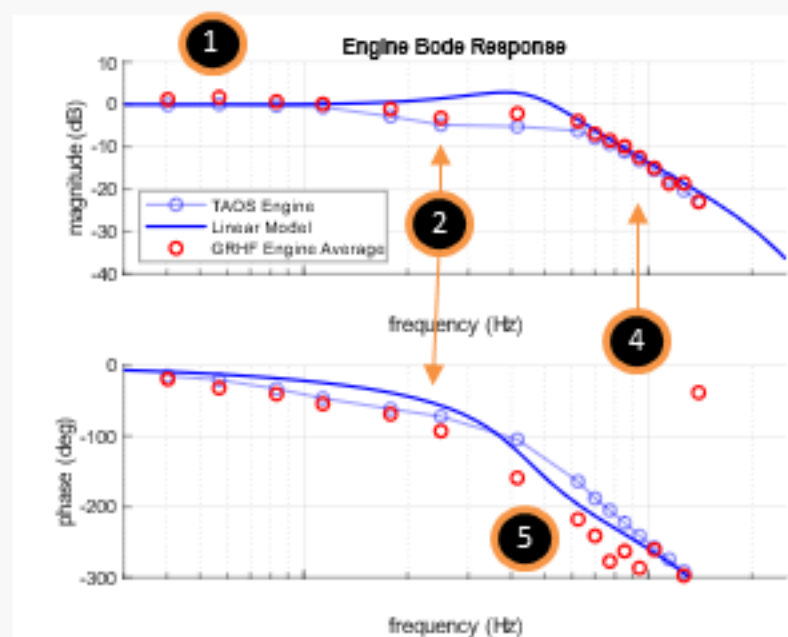 1
Engine Bode Response
10
0
-10
-20
-30
-40
magnitude (dB)
TAOS Engine
Linear Model
GRHF Engine Average
2
4
frequency (Hz)
0
-100
-200
-300
phase (deg)
5
frequency (Hz)